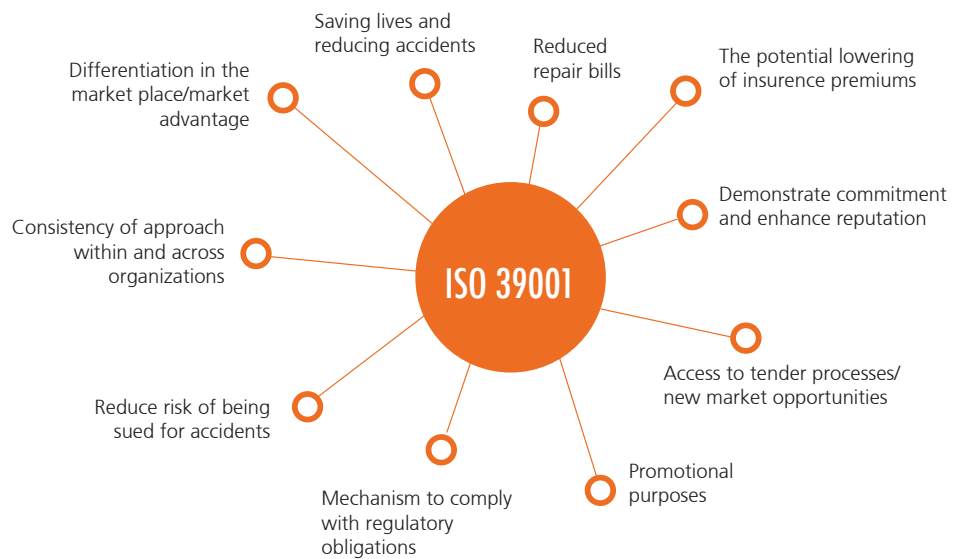 Saving lives and
reducing accidents
Reduced
repair bills
The potential lowering
of insurence premiums
Differentiation in the
market place/market
advantage
Demonstrate commitment
and enhance reputation
Consistency of approach
within and across
organizations
ISO 39001
Access to tender processes/
new market opportunities
Reduce risk of being
sued for accidents
Promotional
purposes
Mechanism to comply
with regulatory
obligations